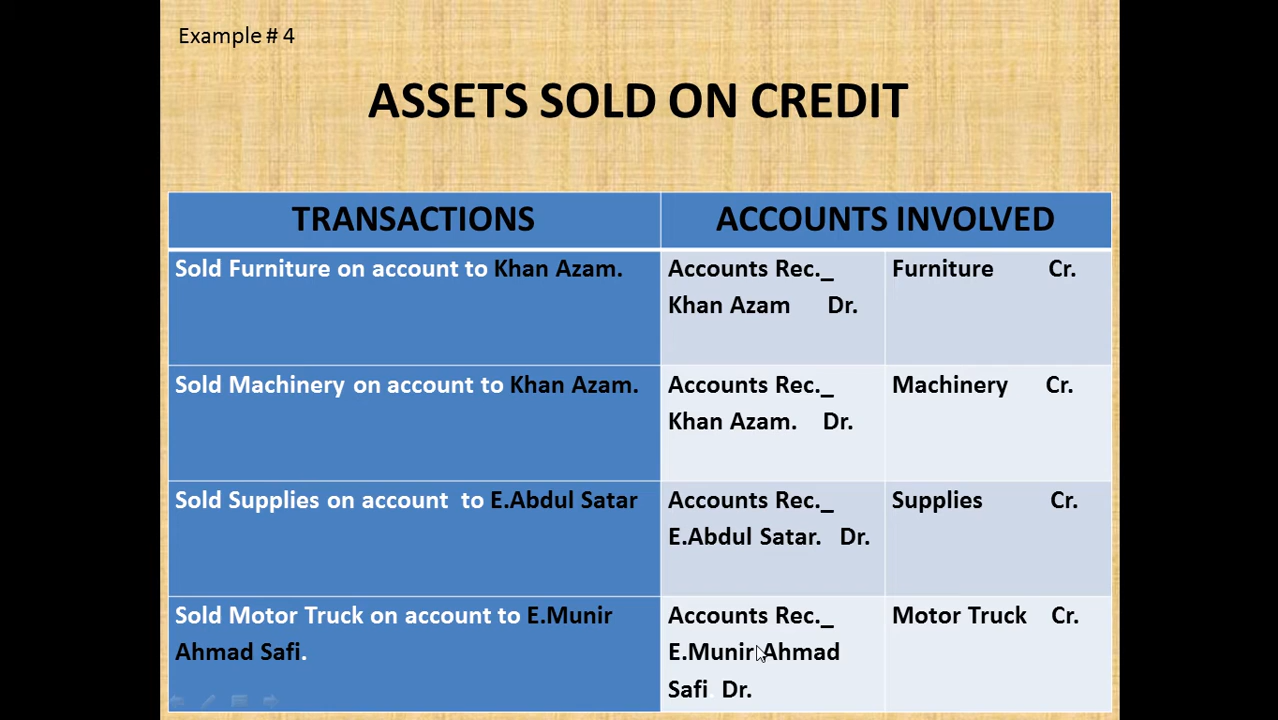 Example # 4
ASSETS SOLD ON CREDIT
TRANSACTIONS
ACCOUNTS INVOLVED
Sold Furniture on account to Khan Azam.
Accounts Rec._
Khan Azam Dr.
Furniture Cr.
Sold Machinery on account to Khan Azam.
Accounts Rec._
Khan Azam. Dr.
Machinery Cr.
Sold Supplies on account to E.Abdul Satar
Accounts Rec._
E.Abdul Satar. Dr.
Supplies Cr.
Sold Motor Truck on account to E.Munir
Ahmad Safi.
Accounts Rec._
E.Munir Ahmad
Safi Dr.
Motor Truck Cr.